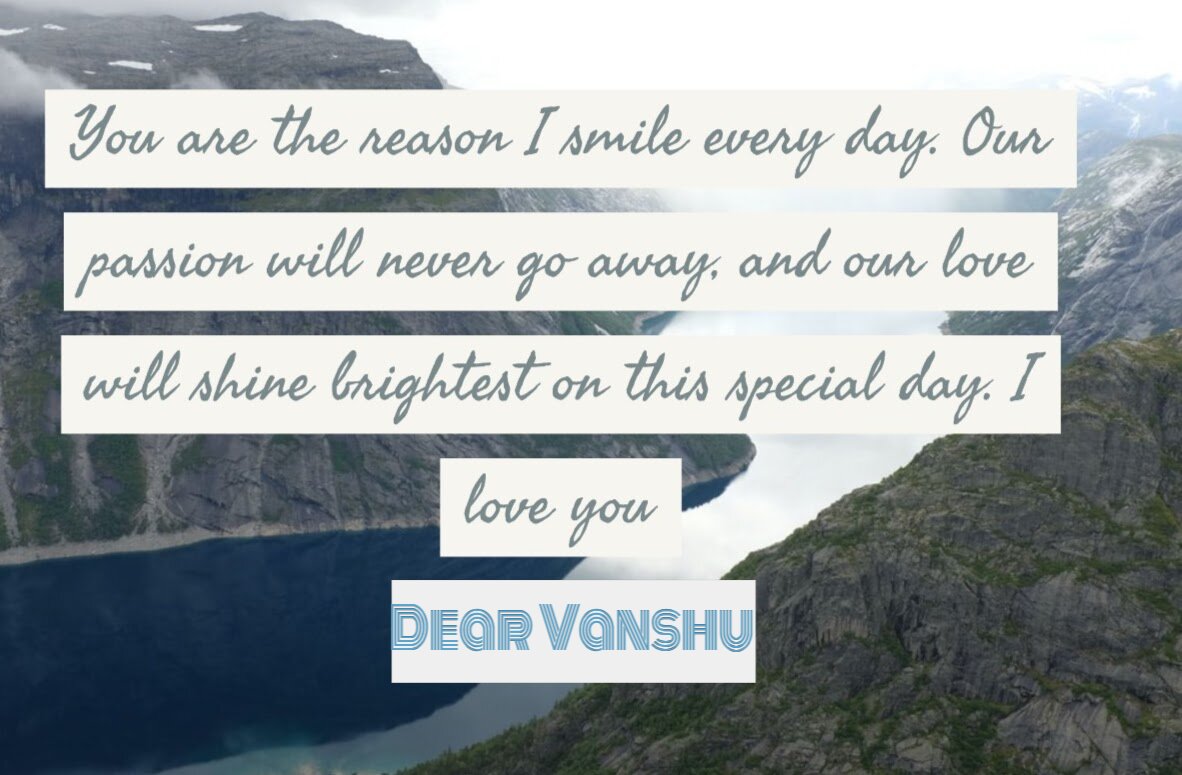 You are the reason I smile every day. Our
passion will never go away, and our love
will shine brightest on this special day. I
love you
Dear Vanshu